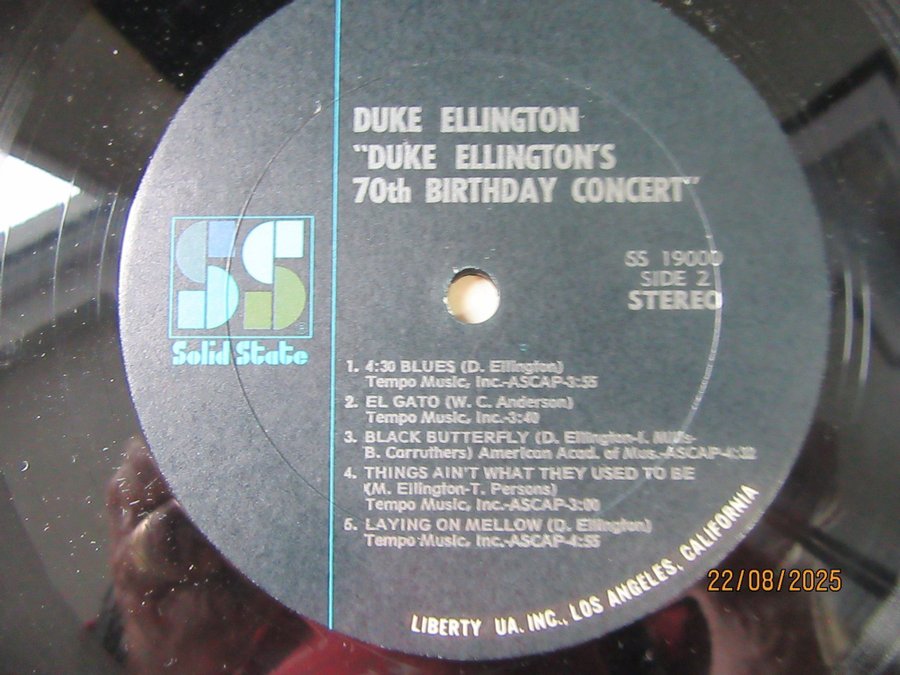 DUKE ELLINGTON
"DUKE ELLINGTON'S
70th BIRTHDAY CONCERT"
SS
Solid State
SS 19000
SIDE 2
STEREO
1. 4:30 BLUES (D. Ellington)
Tempo Music, Inc.-ASCAP-3:55
2. EL GATO (W. C. Anderson)
Tempo Music, Inc.-3:40
3. BLACK BUTTERFLY (D. Ellington-I. Mills-
B. Carruthers) American Acad. of Mus.-ASCAP-4:32
4. THINGS AIN'T WHAT THEY USED TO BE
(M. Ellington-T. Persons)
Tempo Music, Inc.-ASCAP-3:00
5. LAYING ON MELLOW (D. Ellington)
Tempo Music, Inc.-ASCAP-4:55
LIBERTY UA. INC., LOS ANGELES, CALIFORNIA
22/08/2025